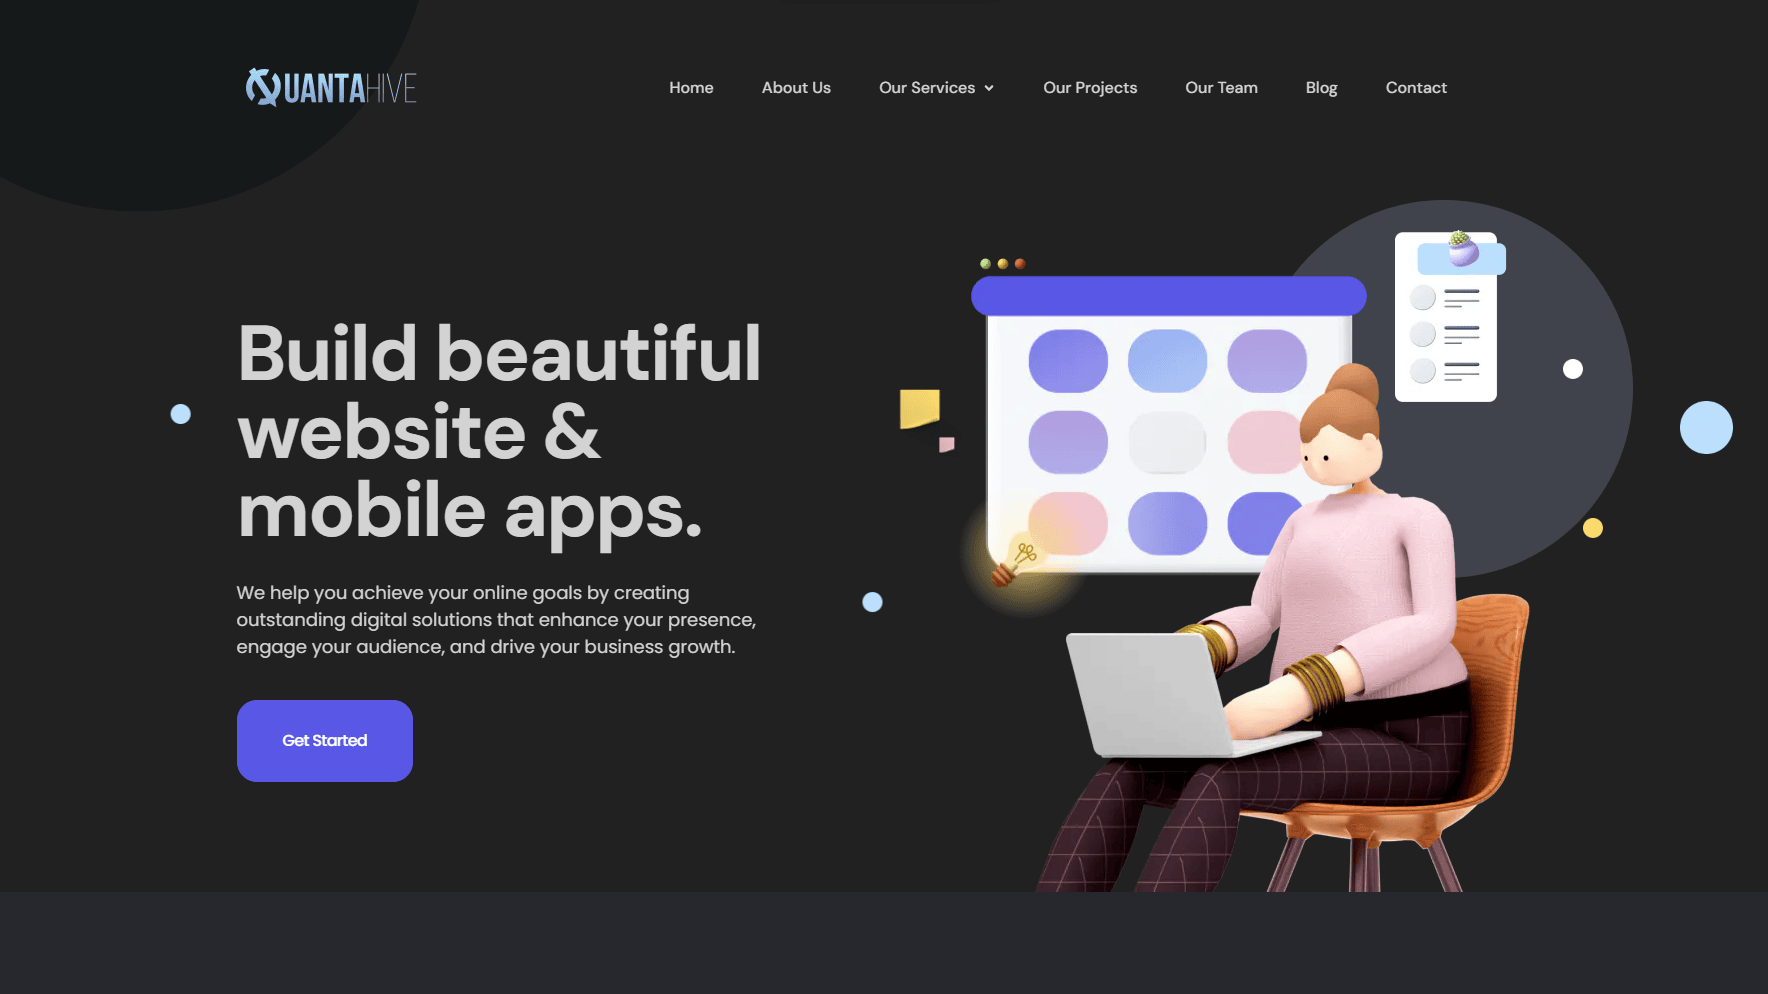 QUANTAHIVE
Home
About Us
Our Services
Our Projects
Our Team
Blog
Contact
Build beautiful
website &
mobile apps.
We help you achieve your online goals by creating
outstanding digital solutions that enhance your presence,
engage your audience, and drive your business growth.
Get Started